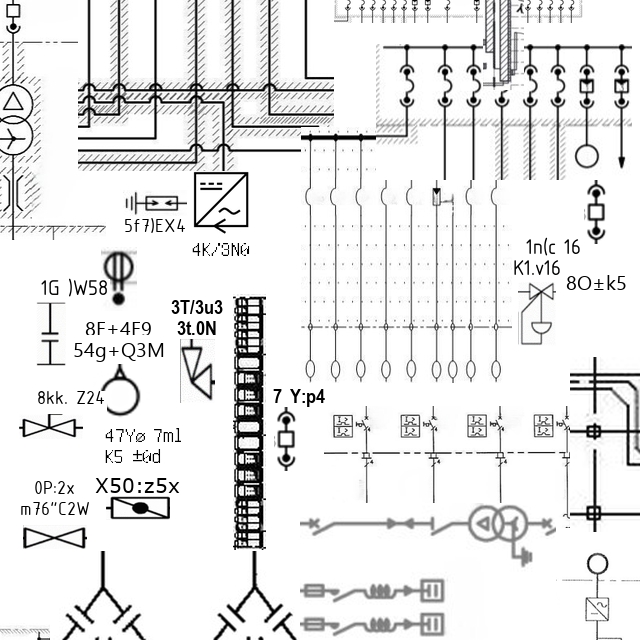 5f7)EX4
4K/3N0
1n(c 16
K1.v16
8O±k5
1G )W58
3T/3u3
3t.0N
8F+4F9
54g+Q3M
8kk. Z24
7 Y:p4
47Yø 7ml
K5 ±0d
0P:2x
m76"C2W
X50:z5x